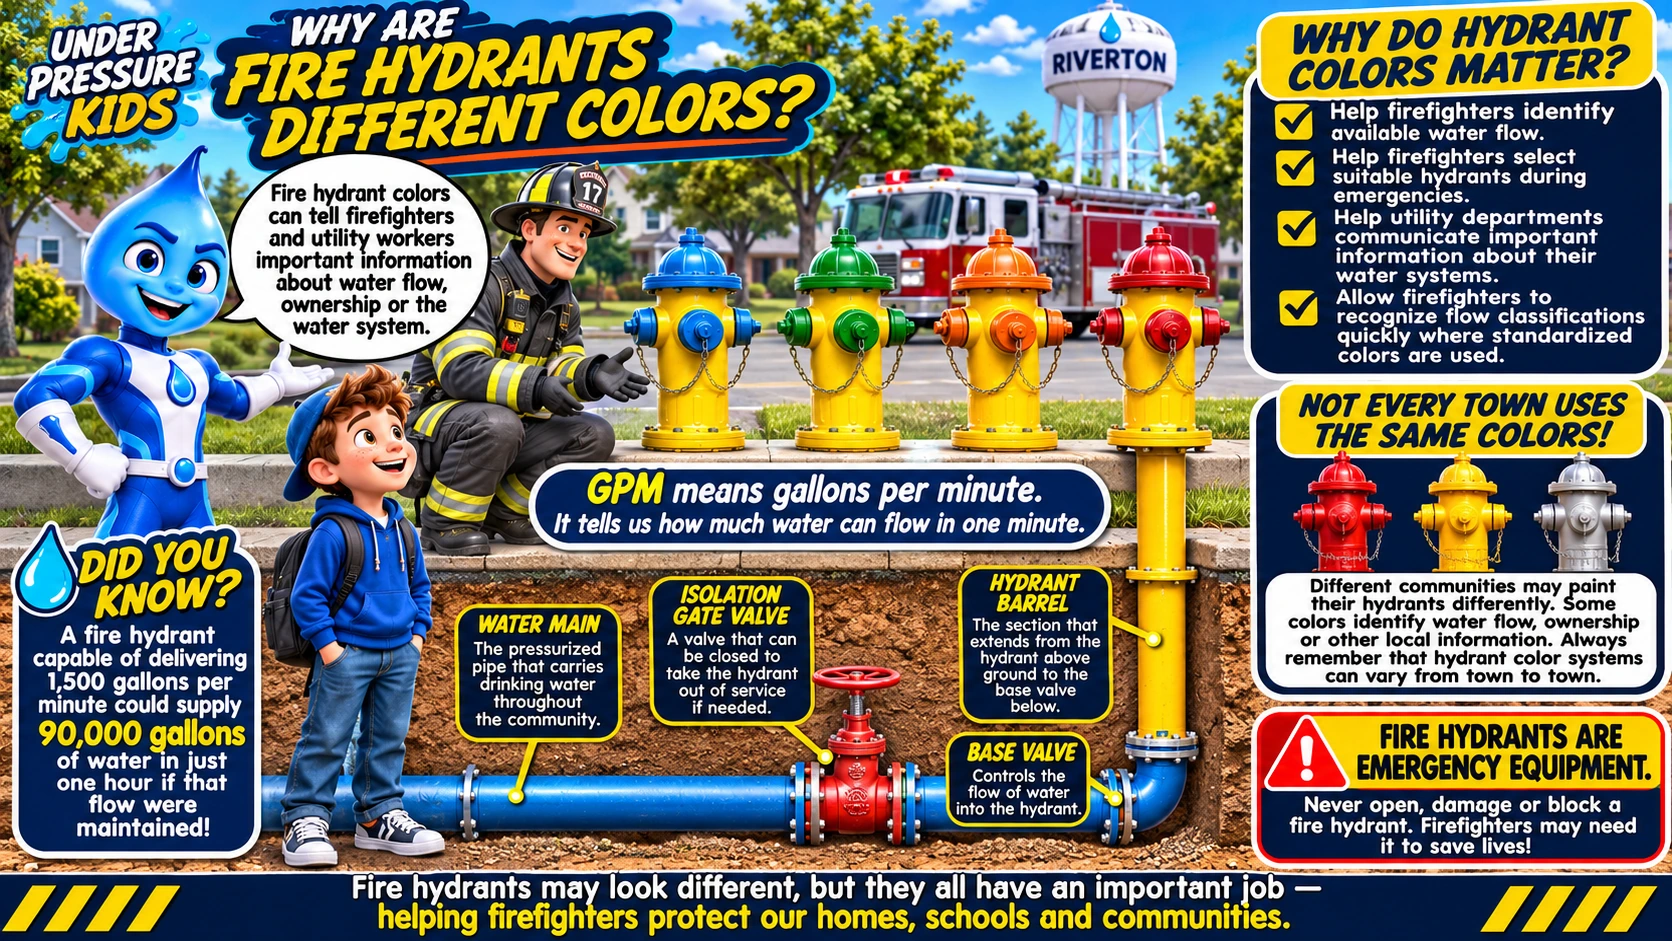 UNDER
PRESSURE
KIDS
WHY ARE
FIRE HYDRANTS
DIFFERENT COLORS?
Fire hydrant colors
can tell firefighters
and utility workers
important information
about water flow,
ownership or the
water system.
17
RIVERTON
WHY DO HYDRANT
COLORS MATTER?
Help firefighters identify
available water flow.
Help firefighters select
suitable hydrants during
emergencies.
Help utility departments
communicate important
information about their
water systems.
Allow firefighters to
recognize flow classifications
quickly where standardized
colors are used.
GPM means gallons per minute.
It tells us how much water can flow in one minute.
NOT EVERY TOWN USES
THE SAME COLORS!
Different communities may paint
their hydrants differently. Some
colors identify water flow, ownership
or other local information. Always
remember that hydrant color systems
can vary from town to town.
DID YOU
KNOW?
A fire hydrant
capable of delivering
1,500 gallons per
minute could supply
90,000 gallons
of water in just
one hour if that
flow were
maintained!
WATER MAIN
The pressurized
pipe that carries
drinking water
throughout
the community.
ISOLATION
GATE VALVE
A valve that can
be closed to
take the hydrant
out of service
if needed.
HYDRANT
BARREL
The section that
extends from the
hydrant above
ground to the
base valve
below.
BASE VALVE
Controls the
flow of water
into the hydrant.
FIRE HYDRANTS ARE
EMERGENCY EQUIPMENT.
Never open, damage or block a
fire hydrant. Firefighters may need
it to save lives!
Fire hydrants may look different, but they all have an important job —
helping firefighters protect our homes, schools and communities.